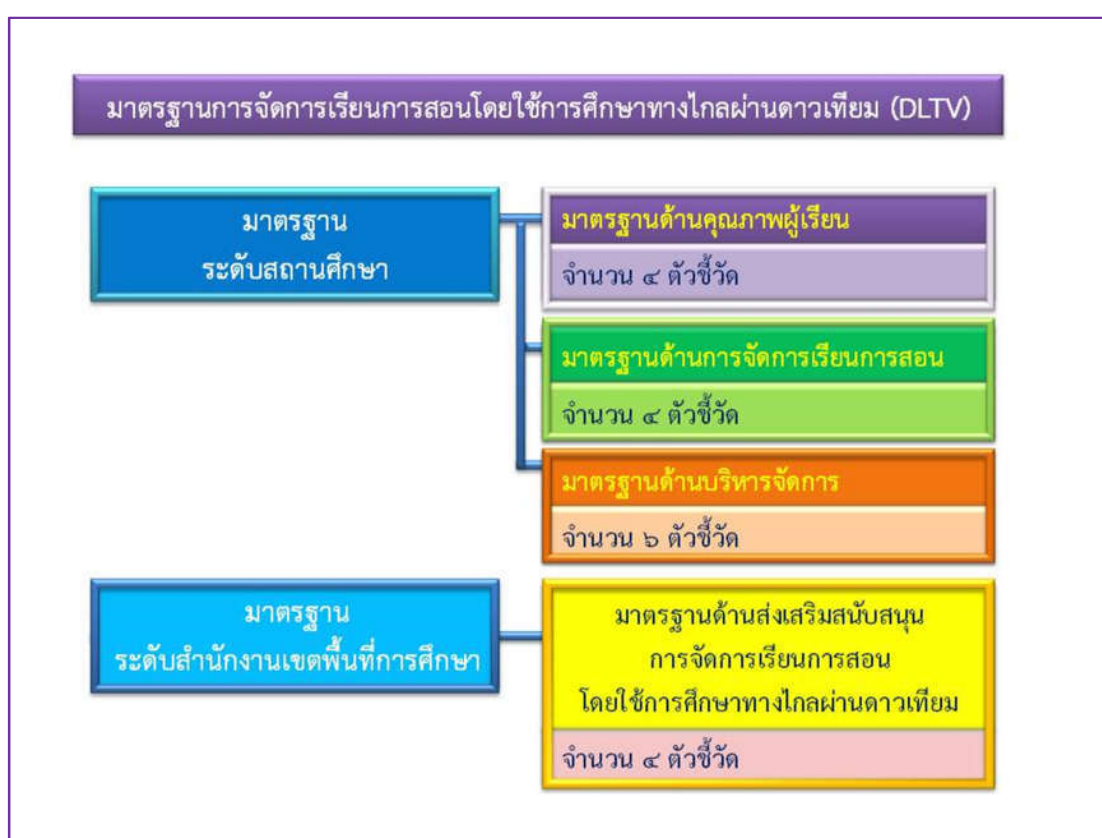 มาตรฐานการจัดการเรียนการสอนโดยใช้การศึกษาทางไกลผ่านดาวเทียม (DLTV)
มาตรฐาน
ระดับสถานศึกษา
มาตรฐานด้านคุณภาพผู้เรียน
จำนวน ๔ ตัวชี้วัด
มาตรฐานด้านการจัดการเรียนการสอน
จำนวน ๔ ตัวชี้วัด
มาตรฐานด้านบริหารจัดการ
จำนวน ๖ ตัวชี้วัด
มาตรฐาน
ระดับสำนักงานเขตพื้นที่การศึกษา
มาตรฐานด้านส่งเสริมสนับสนุน
การจัดการเรียนการสอน
โดยใช้การศึกษาทางไกลผ่านดาวเทียม
จำนวน ๔ ตัวชี้วัด